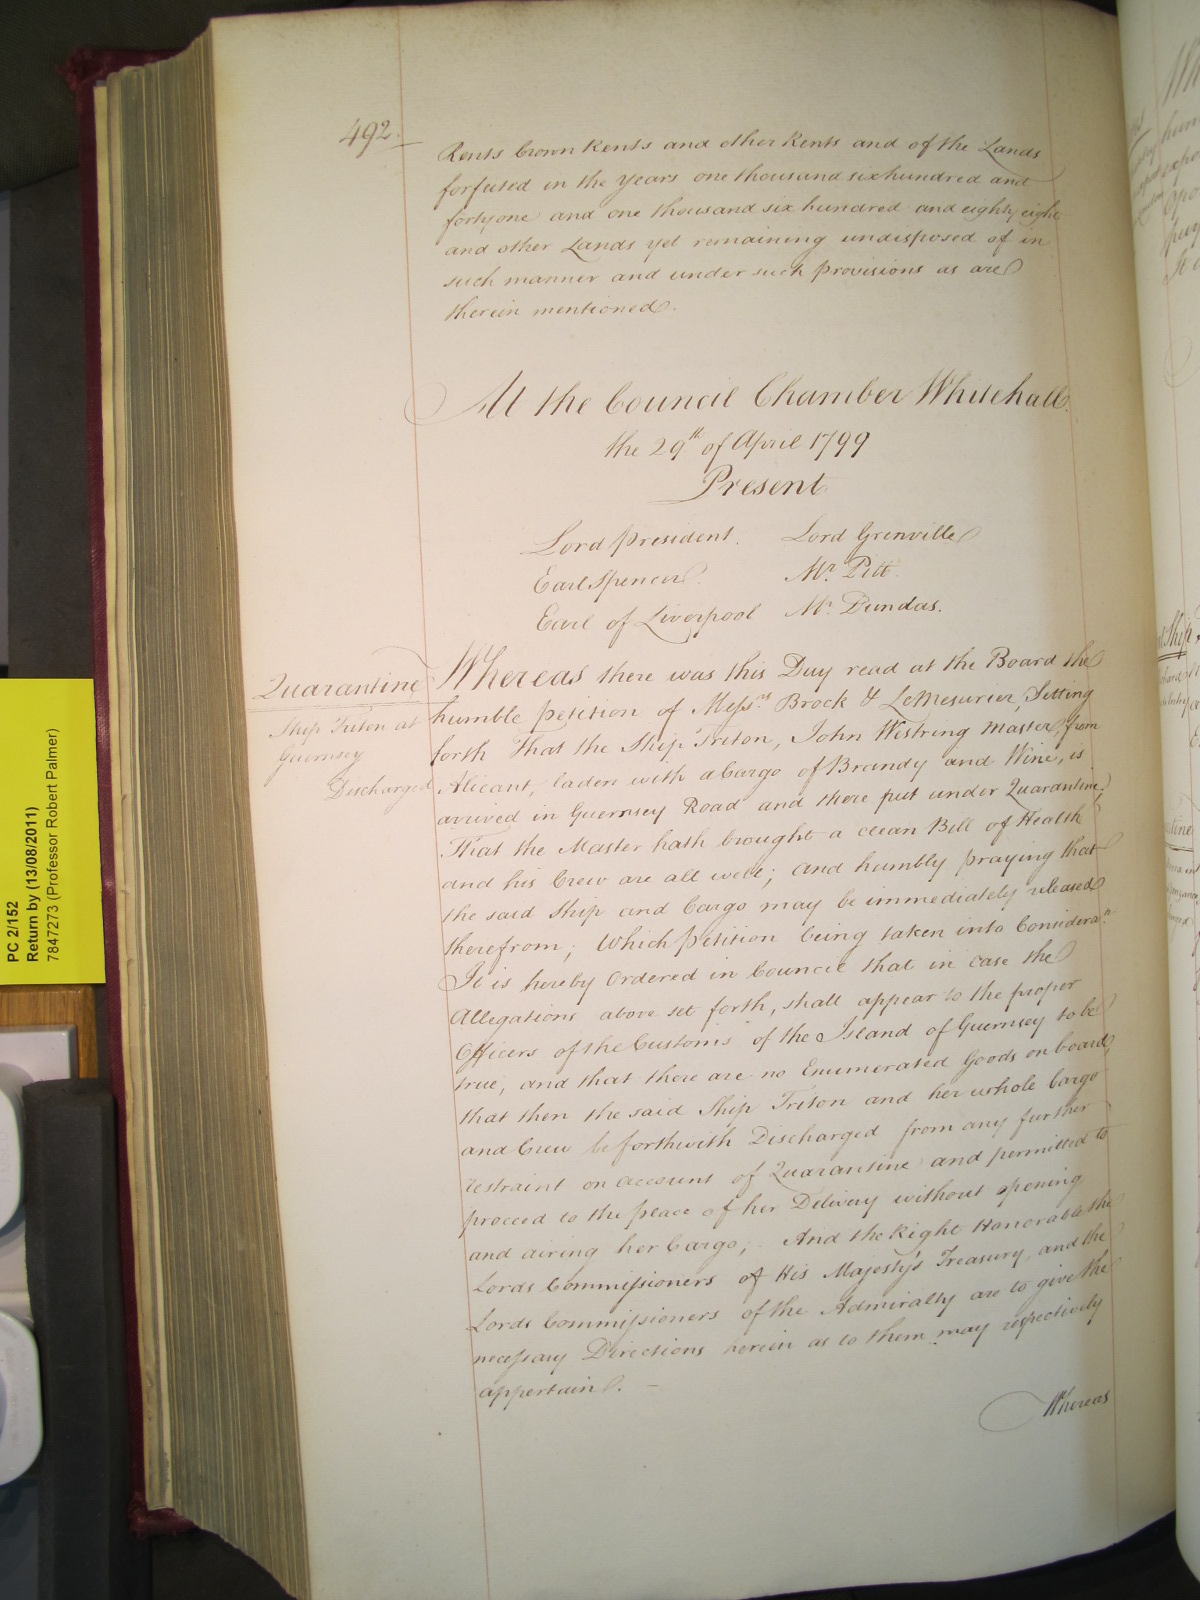 492.
Rents Crown Rents and other Rents and of the Lands
forfeited in the Years one thousand six hundred and
forty one and one thousand six hundred and eighty eight
and other Lands yet remaining undisposed of in
such manner and under such provisions as are
therein mentioned.
At the Council Chamber Whitehall.
the 29th of April 1799
Present
Lord President. Lord Grenville
Earl Spencer. Mr. Pitt.
Earl of Liverpool Mr. Dundas.
Quarantine
Ship Triton at
Guernsey
Discharged
Whereas there was this Day read at the Board the
humble Petition of Messrs Brock & LeMesurier, Setting
forth That the Ship Triton, John Wistring Master, from
Alicant, laden with a Cargo of Brandy and Wine, is
arrived in Guernsey Road and there put under Quarantine,
That the Master hath brought a clean Bill of Health
and his Crew are all well; and humbly praying that
the said Ship and Cargo may be immediately released
therefrom; Which Petition being taken into Consideran.
It is hereby Ordered in Council that in case the
Allegations above set forth, shall appear to the proper
Officers of the Customs of the Island of Guernsey to be
true, and that there are no Enumerated Goods on board,
that then the said Ship Triton and her whole Cargo
and Crew be forthwith Discharged from any further
restraint on account of Quarantine and permitted to
proceed to the place of her Delivery without opening
and airing her Cargo; And the Right Honorable the
Lords Commissioners of His Majesty's Treasury, and the
Lords Commissioners of the Admiralty are to give the
necessary Directions herein as to them may respectively
appertain.
Whereas
PC 2/152
Return by (13/08/2011)
7847273 (Professor Robert Palmer)